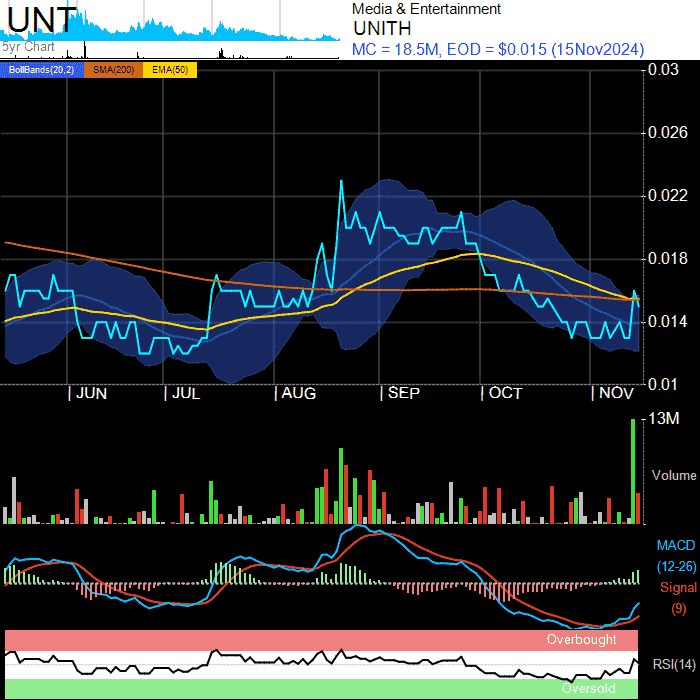 UNT
5yr Chart
Media & Entertainment
UNITH
MC = 18.5M, EOD = $0.015 (15Nov2024)
BollBands(20,2) SMA(200) EMA(50)
0.03
0.026
0.022
0.018
0.014
0.01
| JUN | JUL | AUG | SEP | OCT | NOV
13M
Volume
MACD
(12-26)
Signal
(9)
Overbought
RSI(14)
Oversold